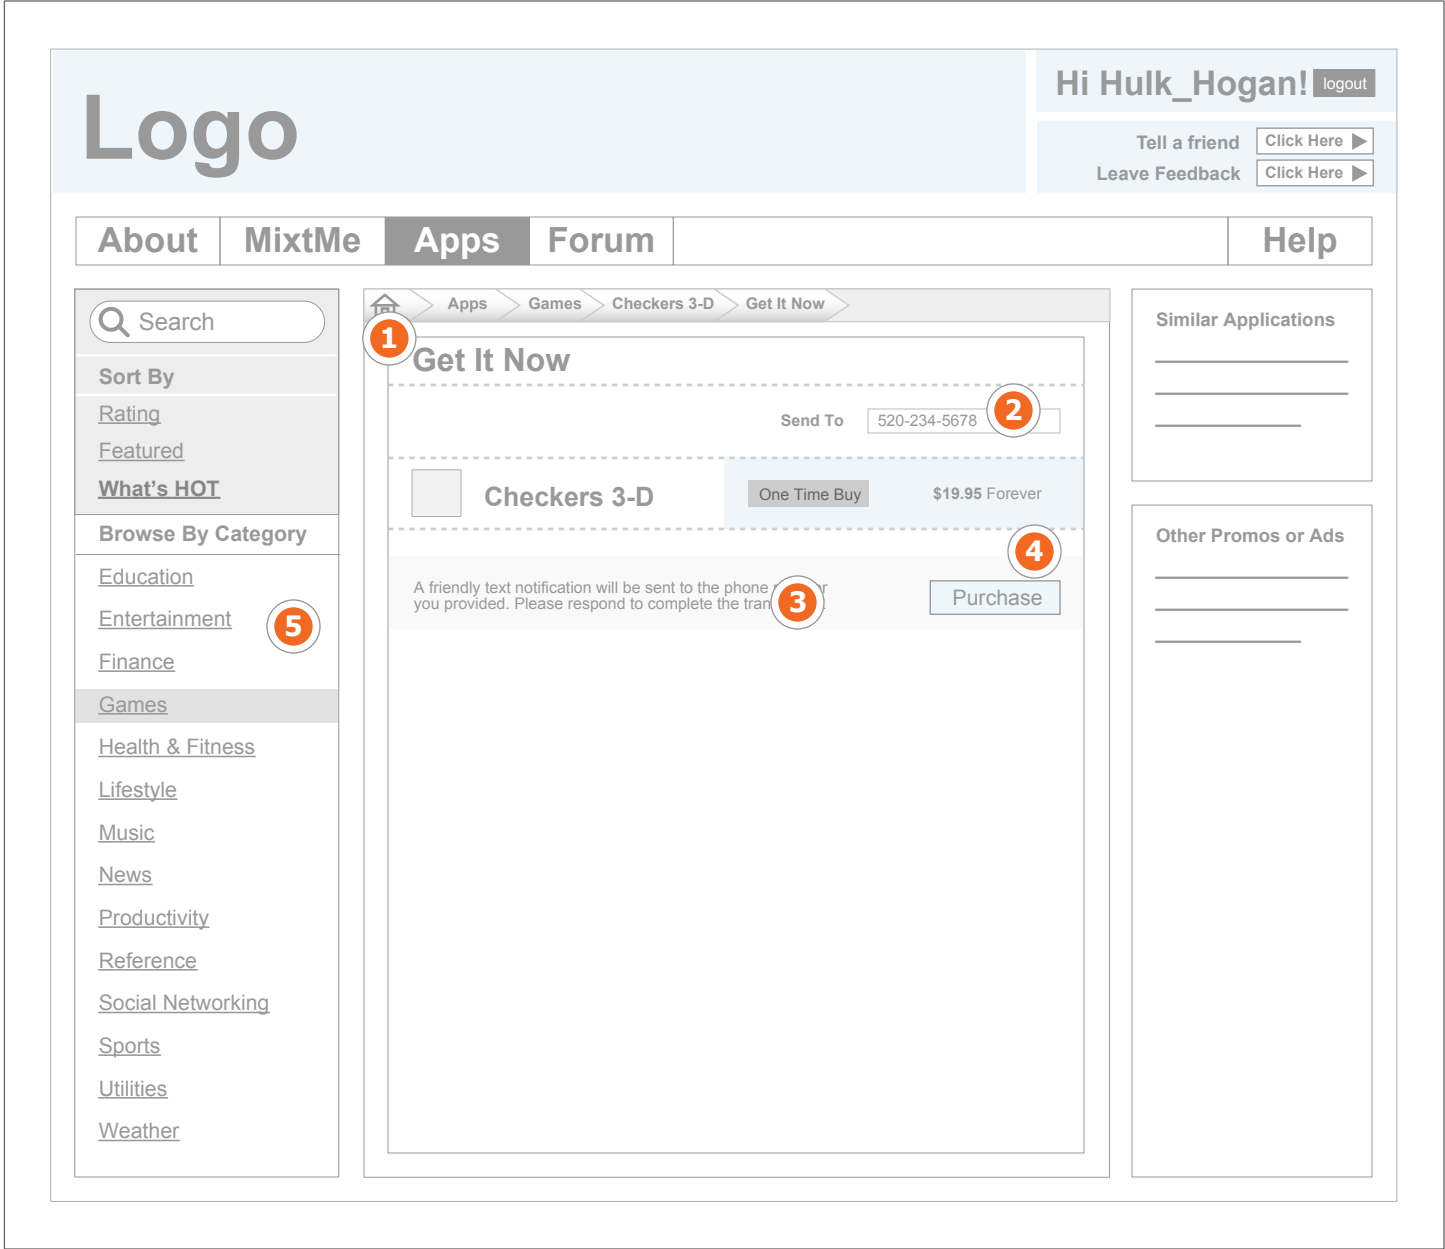 Logo
Hi Hulk_Hogan! logout
Tell a friend Click Here
Leave Feedback Click Here
About MixtMe Apps Forum Help
Search
Sort By
Rating
Featured
What's HOT
Browse By Category
Education
Entertainment
5
Finance
Games
Health & Fitness
Lifestyle
Music
News
Productivity
Reference
Social Networking
Sports
Utilities
Weather
Apps Games Checkers 3-D Get It Now
1
Get It Now
Send To 520-234-5678 2
Checkers 3-D One Time Buy $19.95 Forever
4
A friendly text notification will be sent to the phone
you provided. Please respond to complete the
3
Purchase
Similar Applications
Other Promos or Ads